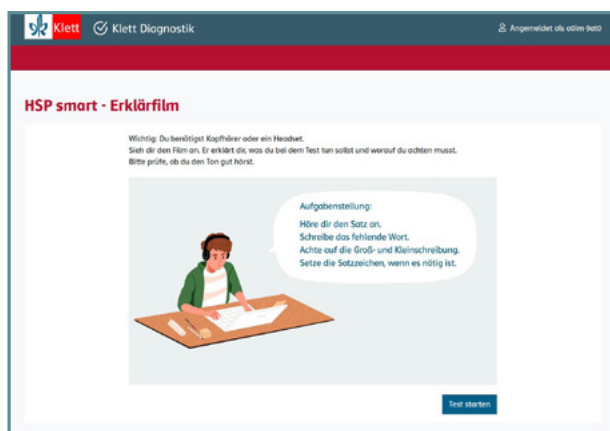 Klett
Klett Diagnostik
Angemeldet als
HSP smart - Erklärfilm
Wichtig: Du benötigst Kopfhörer oder ein Headset.
Sieh dir den Film an. Er erklärt dir, was du bei dem Test tun sollst und worauf du achten musst.
Bitte prüfe, ob du den Ton gut hörst.
Aufgabenstellung:
Höre dir den Satz an.
Schreibe das fehlende Wort.
Achte auf die Groß- und Kleinschreibung.
Setze die Satzzeichen, wenn es nötig ist.
Test starten